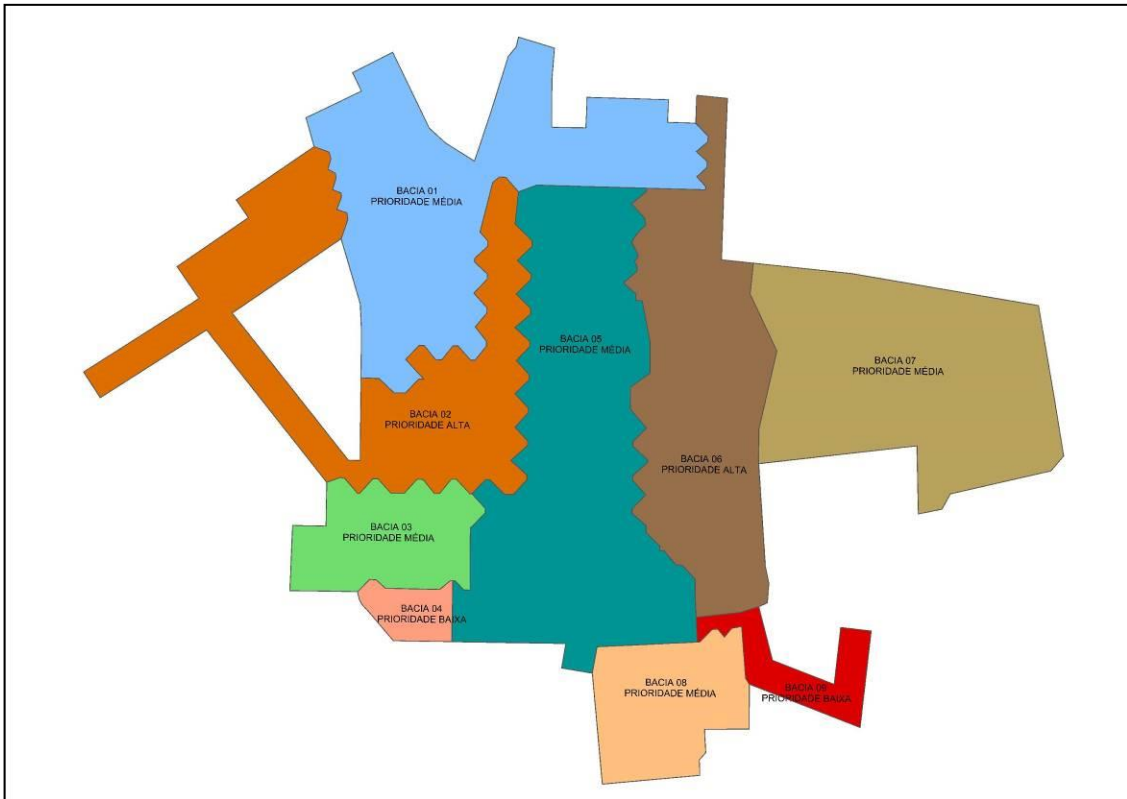 BACIA 01
PRIORIDADE MÉDIA
BACIA 05
PRIORIDADE MÉDIA
BACIA 07
PRIORIDADE MÉDIA
BACIA 02
PRIORIDADE ALTA
BACIA 06
PRIORIDADE ALTA
BACIA 03
PRIORIDADE MÉDIA
BACIA 04
PRIORIDADE BAIXA
BACIA 08
PRIORIDADE MÉDIA
BACIA 09
PRIORIDADE BAIXA